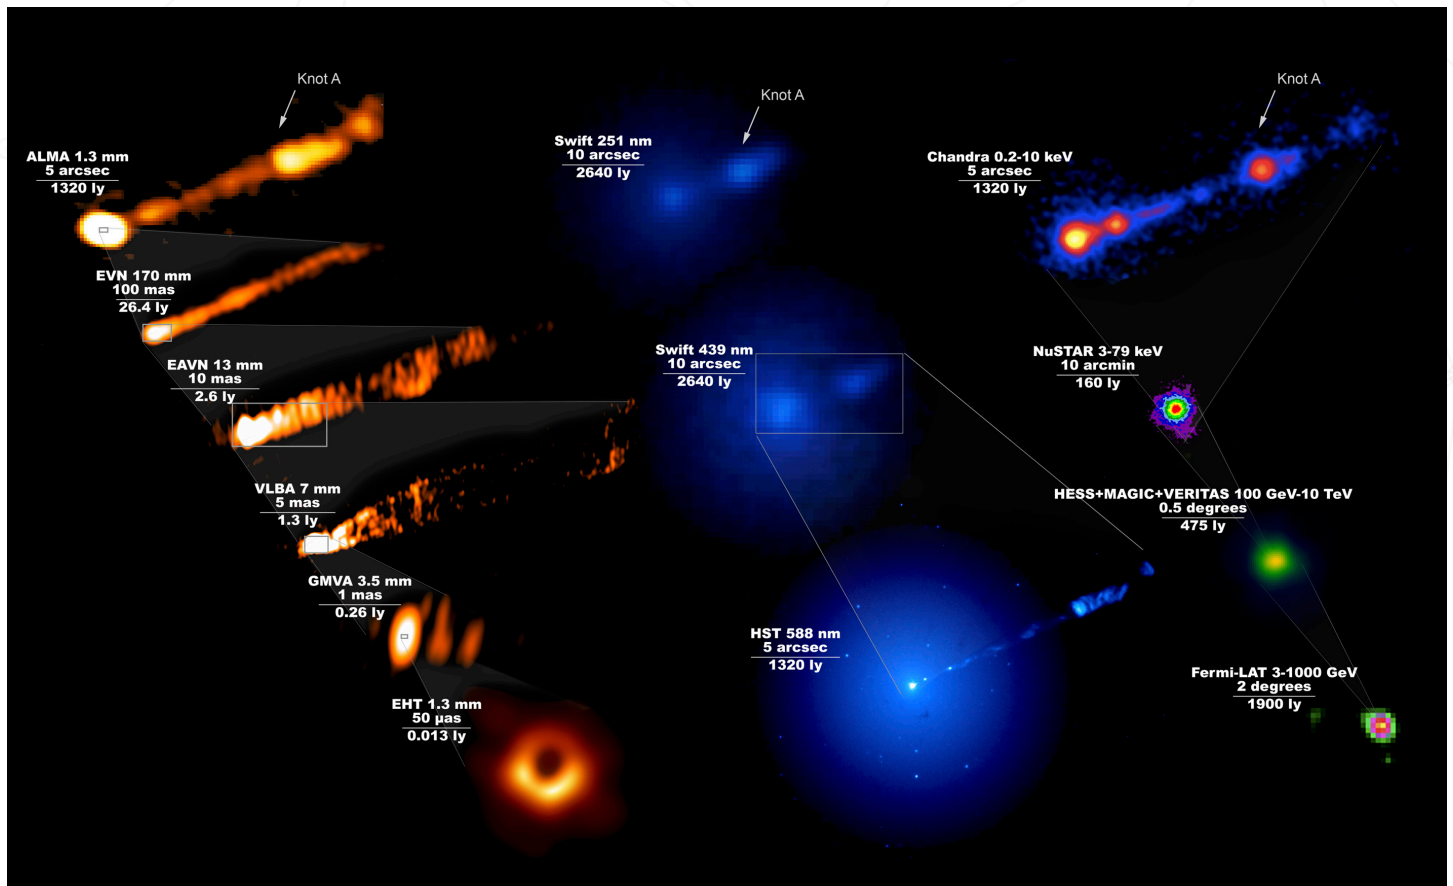 Knot A
ALMA 1.3 mm
5 arcsec
1320 ly
EVN 170 mm
100 mas
26.4 ly
EAVN 13 mm
10 mas
2.6 ly
VLBA 7 mm
5 mas
1.3 ly
GMVA 3.5 mm
1 mas
0.26 ly
EHT 1.3 mm
50 μas
0.013 ly
Knot A
Swift 251 nm
10 arcsec
2640 ly
Swift 439 nm
10 arcsec
2640 ly
HST 588 nm
5 arcsec
1320 ly
Knot A
Chandra 0.2-10 keV
5 arcsec
1320 ly
NuSTAR 3-79 keV
10 arcmin
160 ly
HESS+MAGIC+VERITAS 100 GeV-10 TeV
0.5 degrees
475 ly
Fermi-LAT 3-1000 GeV
2 degrees
1900 ly